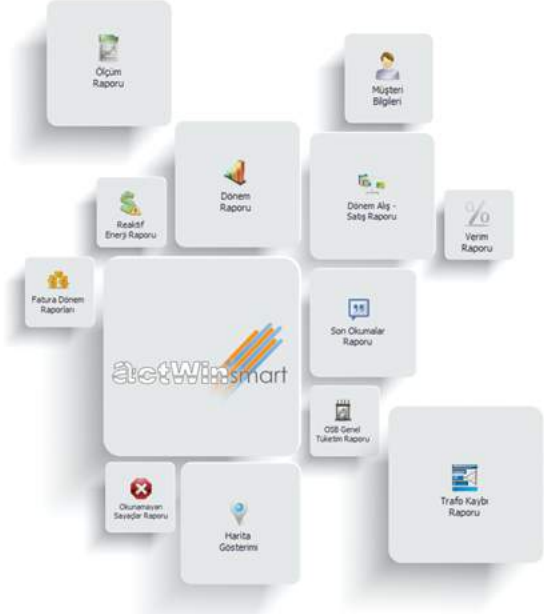 Ölçüm
Raporu
Müşteri
Bilgileri
Dönem
Raporu
Dönem Alış -
Satış Raporu
Reaktif
Enerji Raporu
%
Verim
Raporu
Fatura Dönem
Raporları
Son Okumalar
Raporu
actWinsmart
OSB Genel
Tüketim Raporu
Trafo Kaybı
Raporu
Okunamayan
Sayaçlar Raporu
Harita
Gösterimi